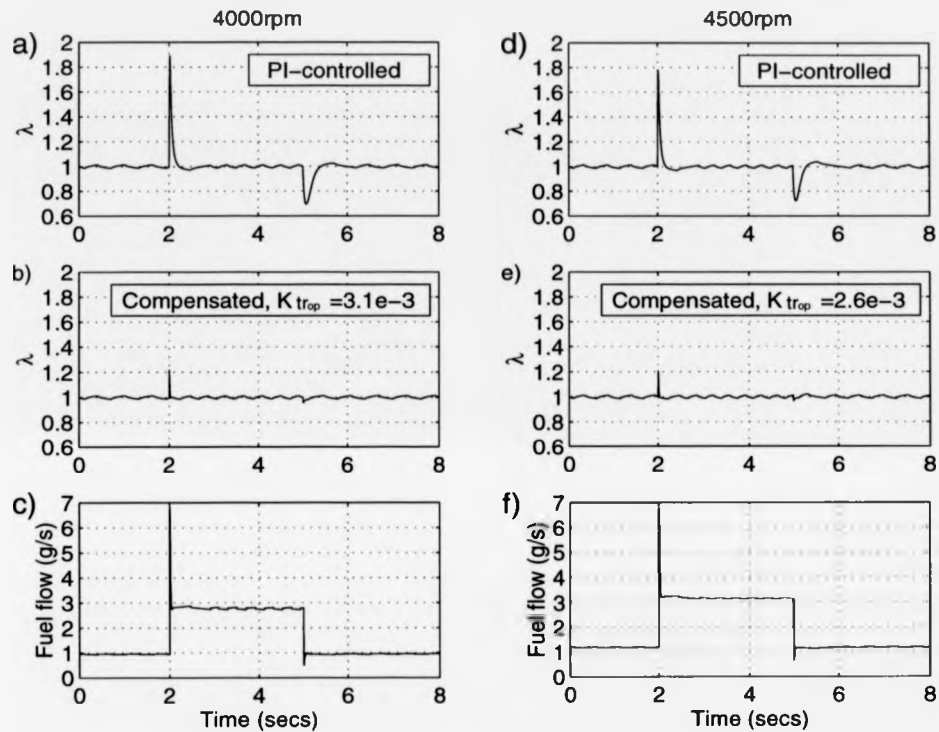 4000rpm
a)
2
1.8
1.6
1.4
1.2
1
0.8
0.6
λ
PI-controlled
0 2 4 6 8
b)
2
1.8
1.6
1.4
1.2
1
0.8
0.6
λ
Compensated, K trop =3.1e-3
0 2 4 6 8
c)
7
6
5
4
3
2
1
0
Fuel flow (g/s)
0 2 4 6 8
Time (secs)
4500rpm
d)
2
1.8
1.6
1.4
1.2
1
0.8
0.6
λ
PI-controlled
0 2 4 6 8
e)
2
1.8
1.6
1.4
1.2
1
0.8
0.6
λ
Compensated, K trop =2.6e-3
0 2 4 6 8
f)
7
6
5
4
3
2
1
0
Fuel flow (g/s)
0 2 4 6 8
Time (secs)